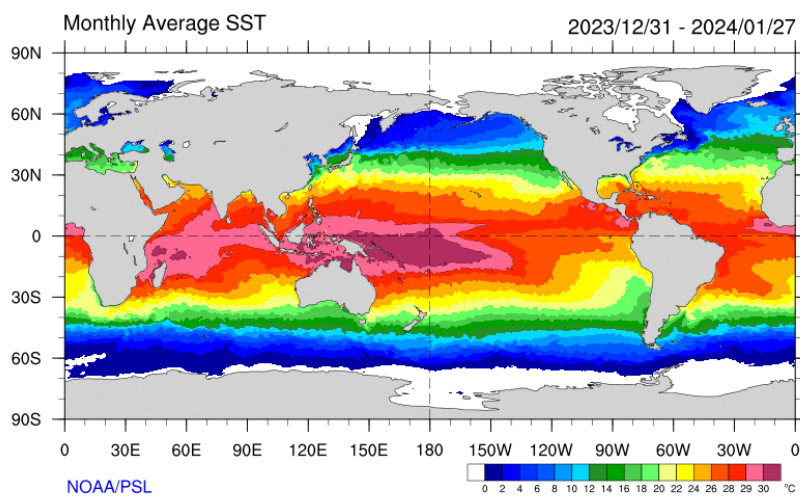 Monthly Average SST
2023/12/31 - 2024/01/27
90N
60N
30N
0
30S
60S
90S
0 30E 60E 90E 120E 150E 180 150W 120W 90W 60W 30W 0
0 2 4 6 8 10 12 14 16 18 20 22 24 26 28 29 30 °C
NOAA/PSL